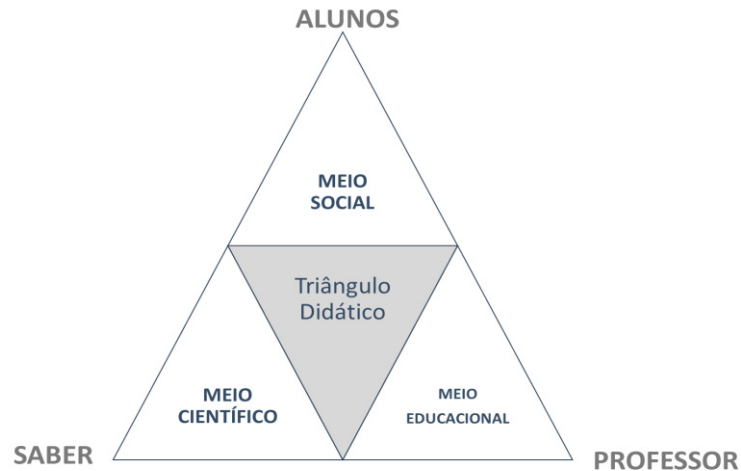 ALUNOS
MEIO
SOCIAL
Triângulo
Didático
MEIO
CIENTÍFICO
MEIO
EDUCACIONAL
SABER
PROFESSOR